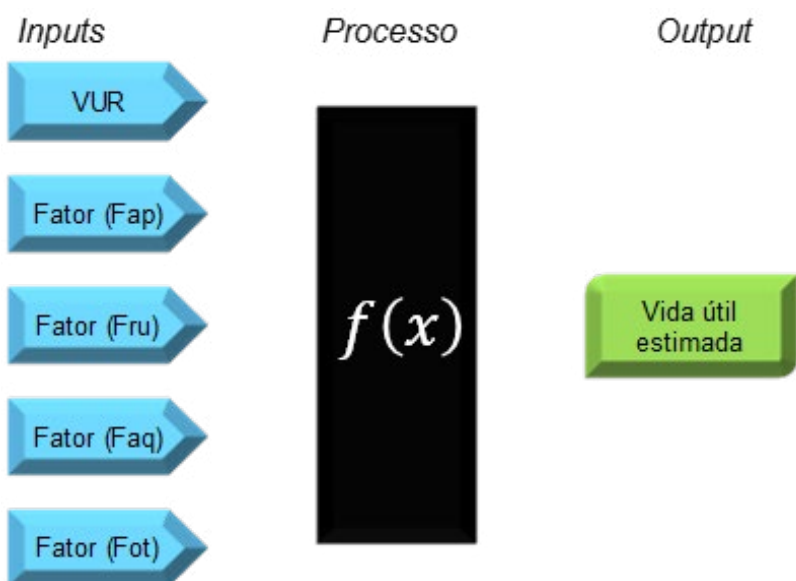 Inputs
Processo
Output
VUR
Fator (Fap)
Fator (Fru)
Fator (Faq)
Fator (Fot)
f(x)
Vida útil
estimada